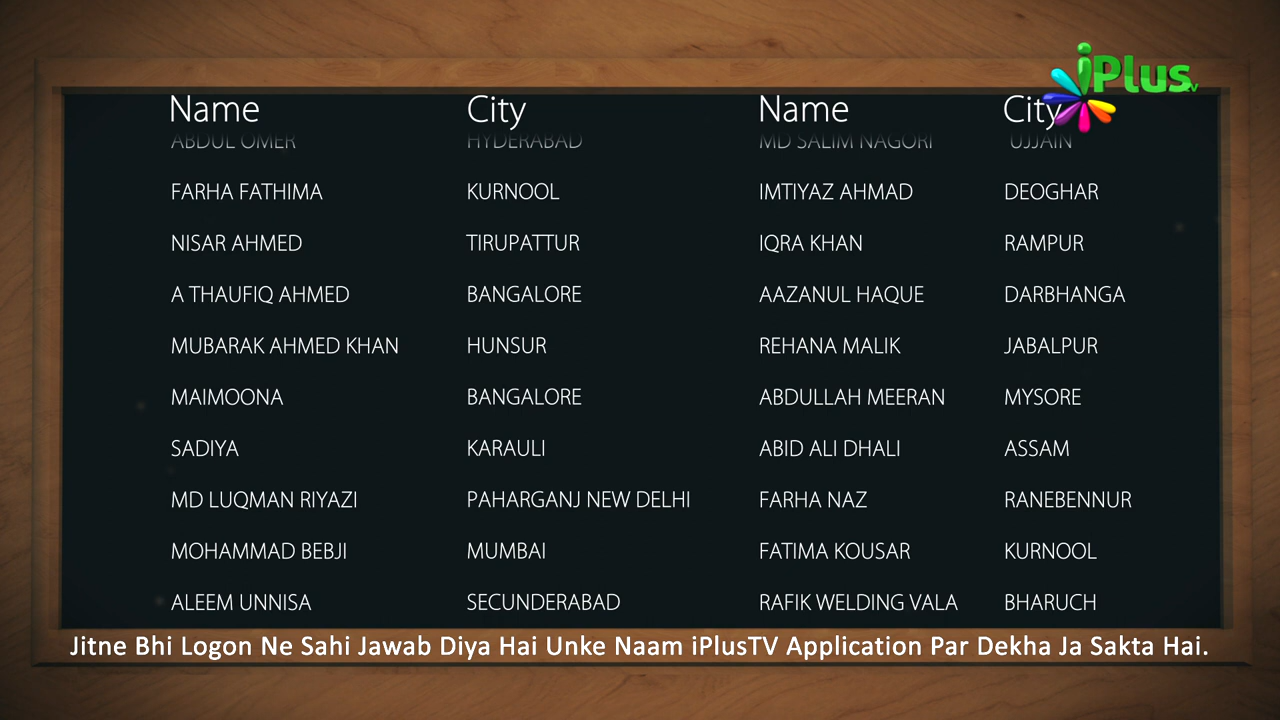 iPlus TV
Name City Name City
ABDUL OMER HYDERABAD MD SALIM NAGORI UJJAIN
FARHA FATHIMA KURNOOL IMTIYAZ AHMAD DEOGHAR
NISAR AHMED TIRUPATTUR IQRA KHAN RAMPUR
A THAUFIQ AHMED BANGALORE AAZANUL HAQUE DARBHANGA
MUBARAK AHMED KHAN HUNSUR REHANA MALIK JABALPUR
MAIMOONA BANGALORE ABDULLAH MEERAN MYSORE
SADIYA KARAULI ABID ALI DHALI ASSAM
MD LUQMAN RIYAZI PAHARGANJ NEW DELHI FARHA NAZ RANEBENNUR
MOHAMMAD BEBJI MUMBAI FATIMA KOUSAR KURNOOL
ALEEM UNNISA SECUNDERABAD RAFIK WELDING VALA BHARUCH
Jitne Bhi Logon Ne Sahi Jawab Diya Hai Unke Naam iPlusTV Application Par Dekha Ja Sakta Hai.